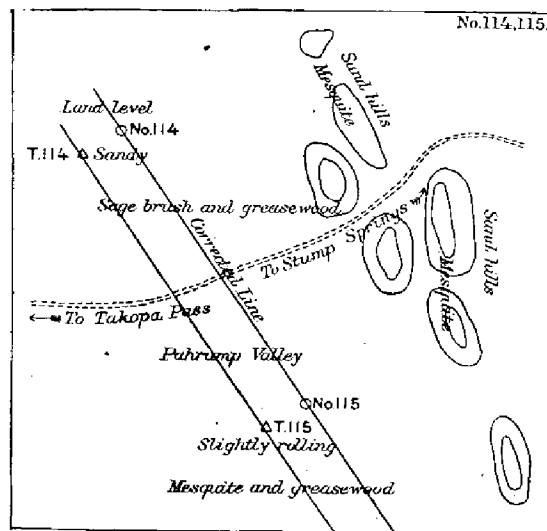 No.114,115.
Sand hills
Mesquite
Land level
No.114
T.114
Sandy
Sage brush and greasewood
Corrected Line
To Stump Springs
Sand hills
Mesquite
To Takopa Pass
Pahrump Valley
No.115
T.115
Slightly rolling
Mesquite and greasewood